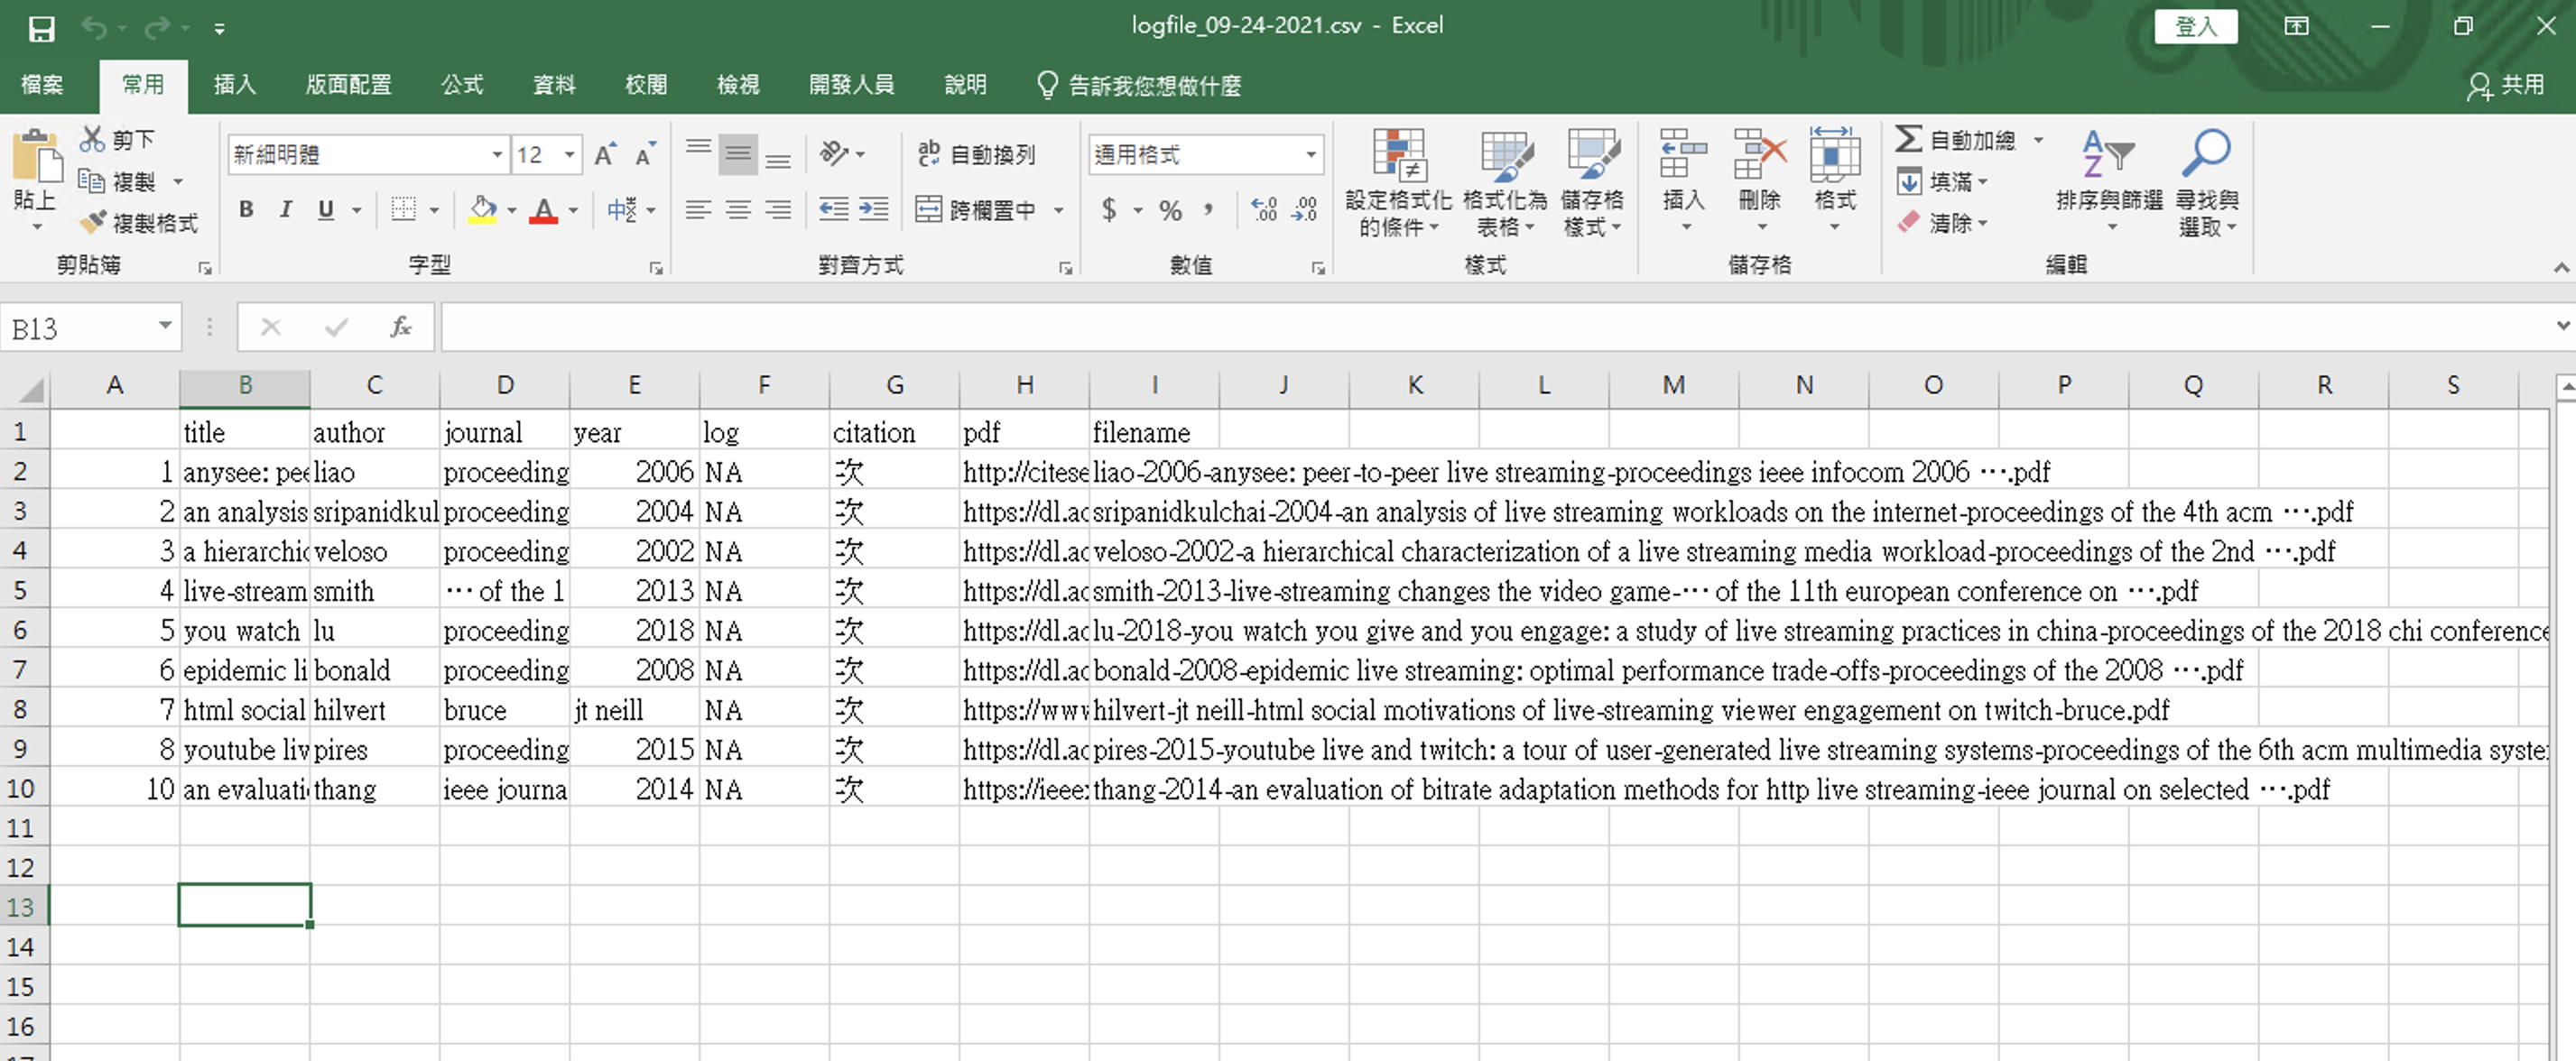 logfile_09-24-2021.csv - Excel
登入
檔案 常用 插入 版面配置 公式 資料 校閱 檢視 開發人員 說明 告訴我您想做什麼 共用
貼上
剪下
複製
複製格式
剪貼簿
新細明體 12
B I U
字型
自動換列
跨欄置中
對齊方式
通用格式
$ % ,
數值
設定格式化的條件
格式化為表格
儲存格樣式
樣式
插入 刪除 格式
儲存格
自動加總
填滿
清除
排序與篩選
尋找與選取
編輯
B13 fx
A B C D E F G H I J K L M N O P Q R S
1 title author journal year log citation pdf filename
2 1 anysee: pee liao proceeding 2006 NA 次 http://citese liao-2006-anysee: peer-to-peer live streaming-proceedings ieee infocom 2006 ….pdf
3 2 an analysis sripanidkul proceeding 2004 NA 次 https://dl.ac sripanidkulchai-2004-an analysis of live streaming workloads on the internet-proceedings of the 4th acm ….pdf
4 3 a hierarchic veloso proceeding 2002 NA 次 https://dl.ac veloso-2002-a hierarchical characterization of a live streaming media workload-proceedings of the 2nd ….pdf
5 4 live-stream smith … of the 1 2013 NA 次 https://dl.ac smith-2013-live-streaming changes the video game-… of the 11th european conference on ….pdf
6 5 you watch lu proceeding 2018 NA 次 https://dl.ac lu-2018-you watch you give and you engage: a study of live streaming practices in china-proceedings of the 2018 chi conference
7 6 epidemic li bonald proceeding 2008 NA 次 https://dl.ac bonald-2008-epidemic live streaming: optimal performance trade-offs-proceedings of the 2008 ….pdf
8 7 html social hilvert bruce jt neill NA 次 https://www hilvert-jt neill-html social motivations of live-streaming viewer engagement on twitch-bruce.pdf
9 8 youtube liv pires proceeding 2015 NA 次 https://dl.ac pires-2015-youtube live and twitch: a tour of user-generated live streaming systems-proceedings of the 6th acm multimedia syste
10 10 an evaluati thang ieee journa 2014 NA 次 https://ieee thang-2014-an evaluation of bitrate adaptation methods for http live streaming-ieee journal on selected ….pdf
11
12
13
14
15
16